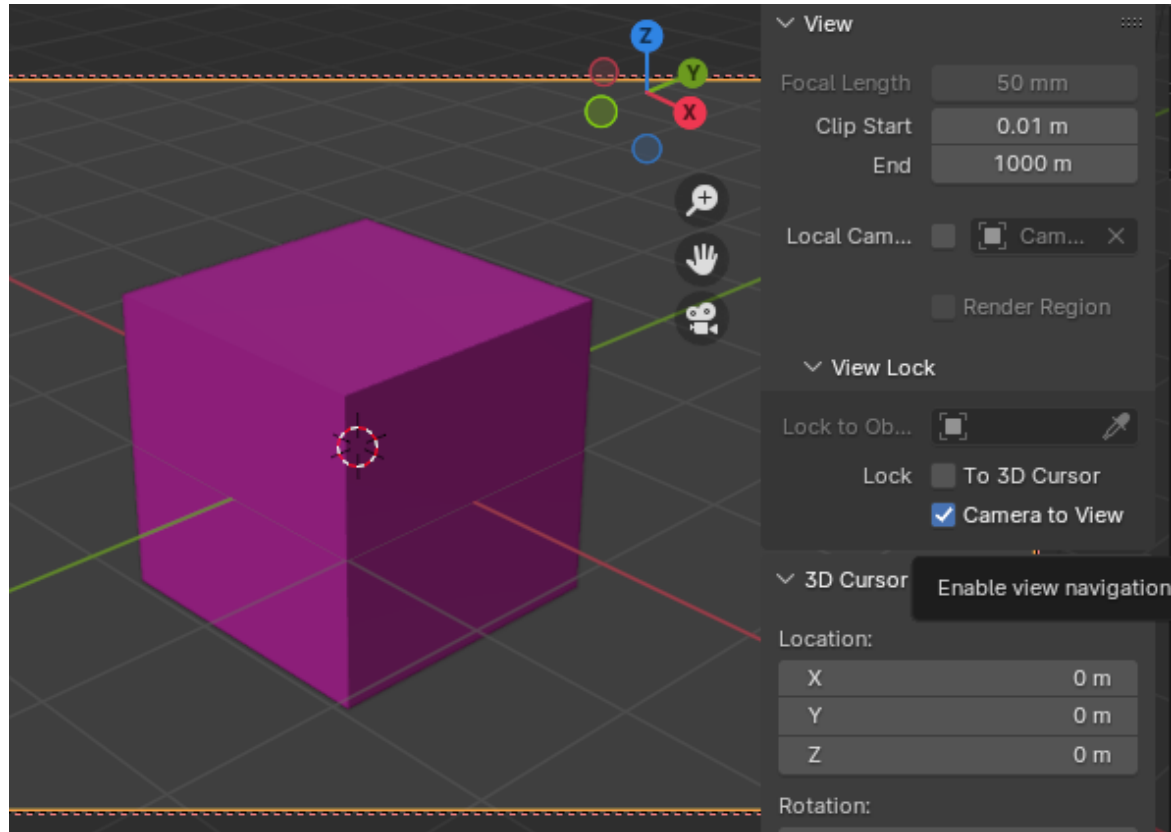 Z
Y
X
View
Focal Length 50 mm
Clip Start 0.01 m
End 1000 m
Local Cam... Cam...
Render Region
View Lock
Lock to Ob...
Lock To 3D Cursor
Camera to View
3D Cursor
Enable view navigation
Location:
X 0 m
Y 0 m
Z 0 m
Rotation: